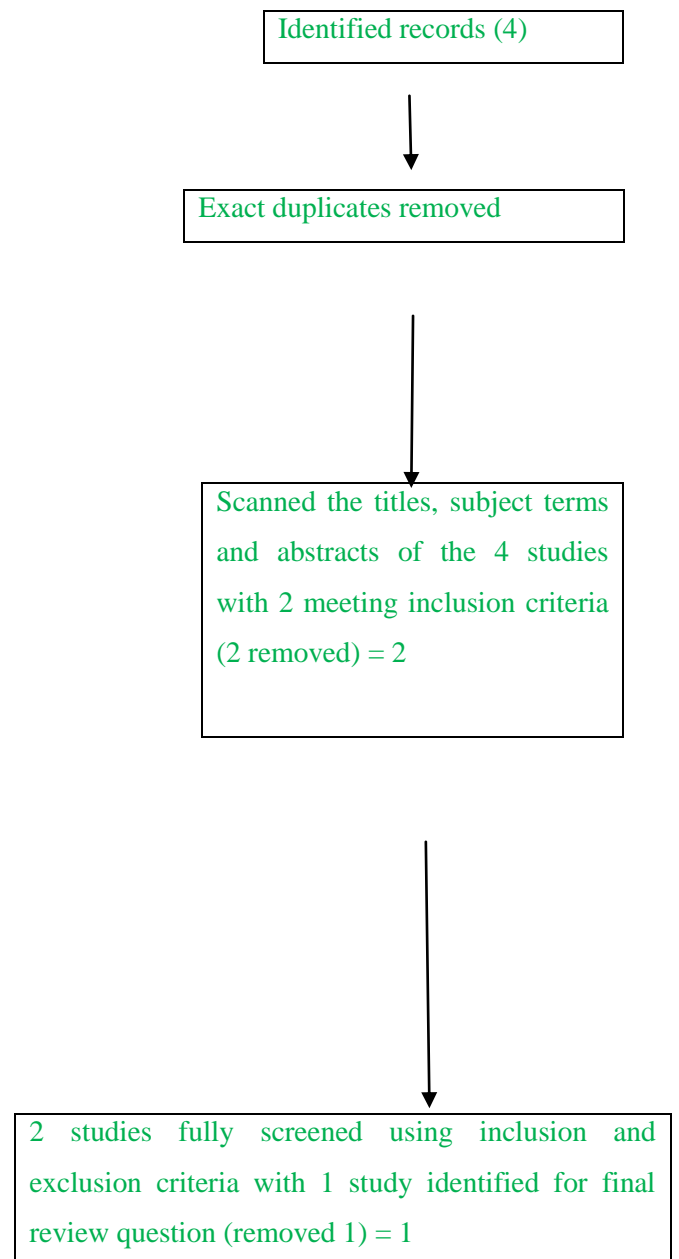 Identified records (4)
Exact duplicates removed
Scanned the titles, subject terms
and abstracts of the 4 studies
with 2 meeting inclusion criteria
(2 removed) = 2
2 studies fully screened using inclusion and
exclusion criteria with 1 study identified for final
review question (removed 1) = 1